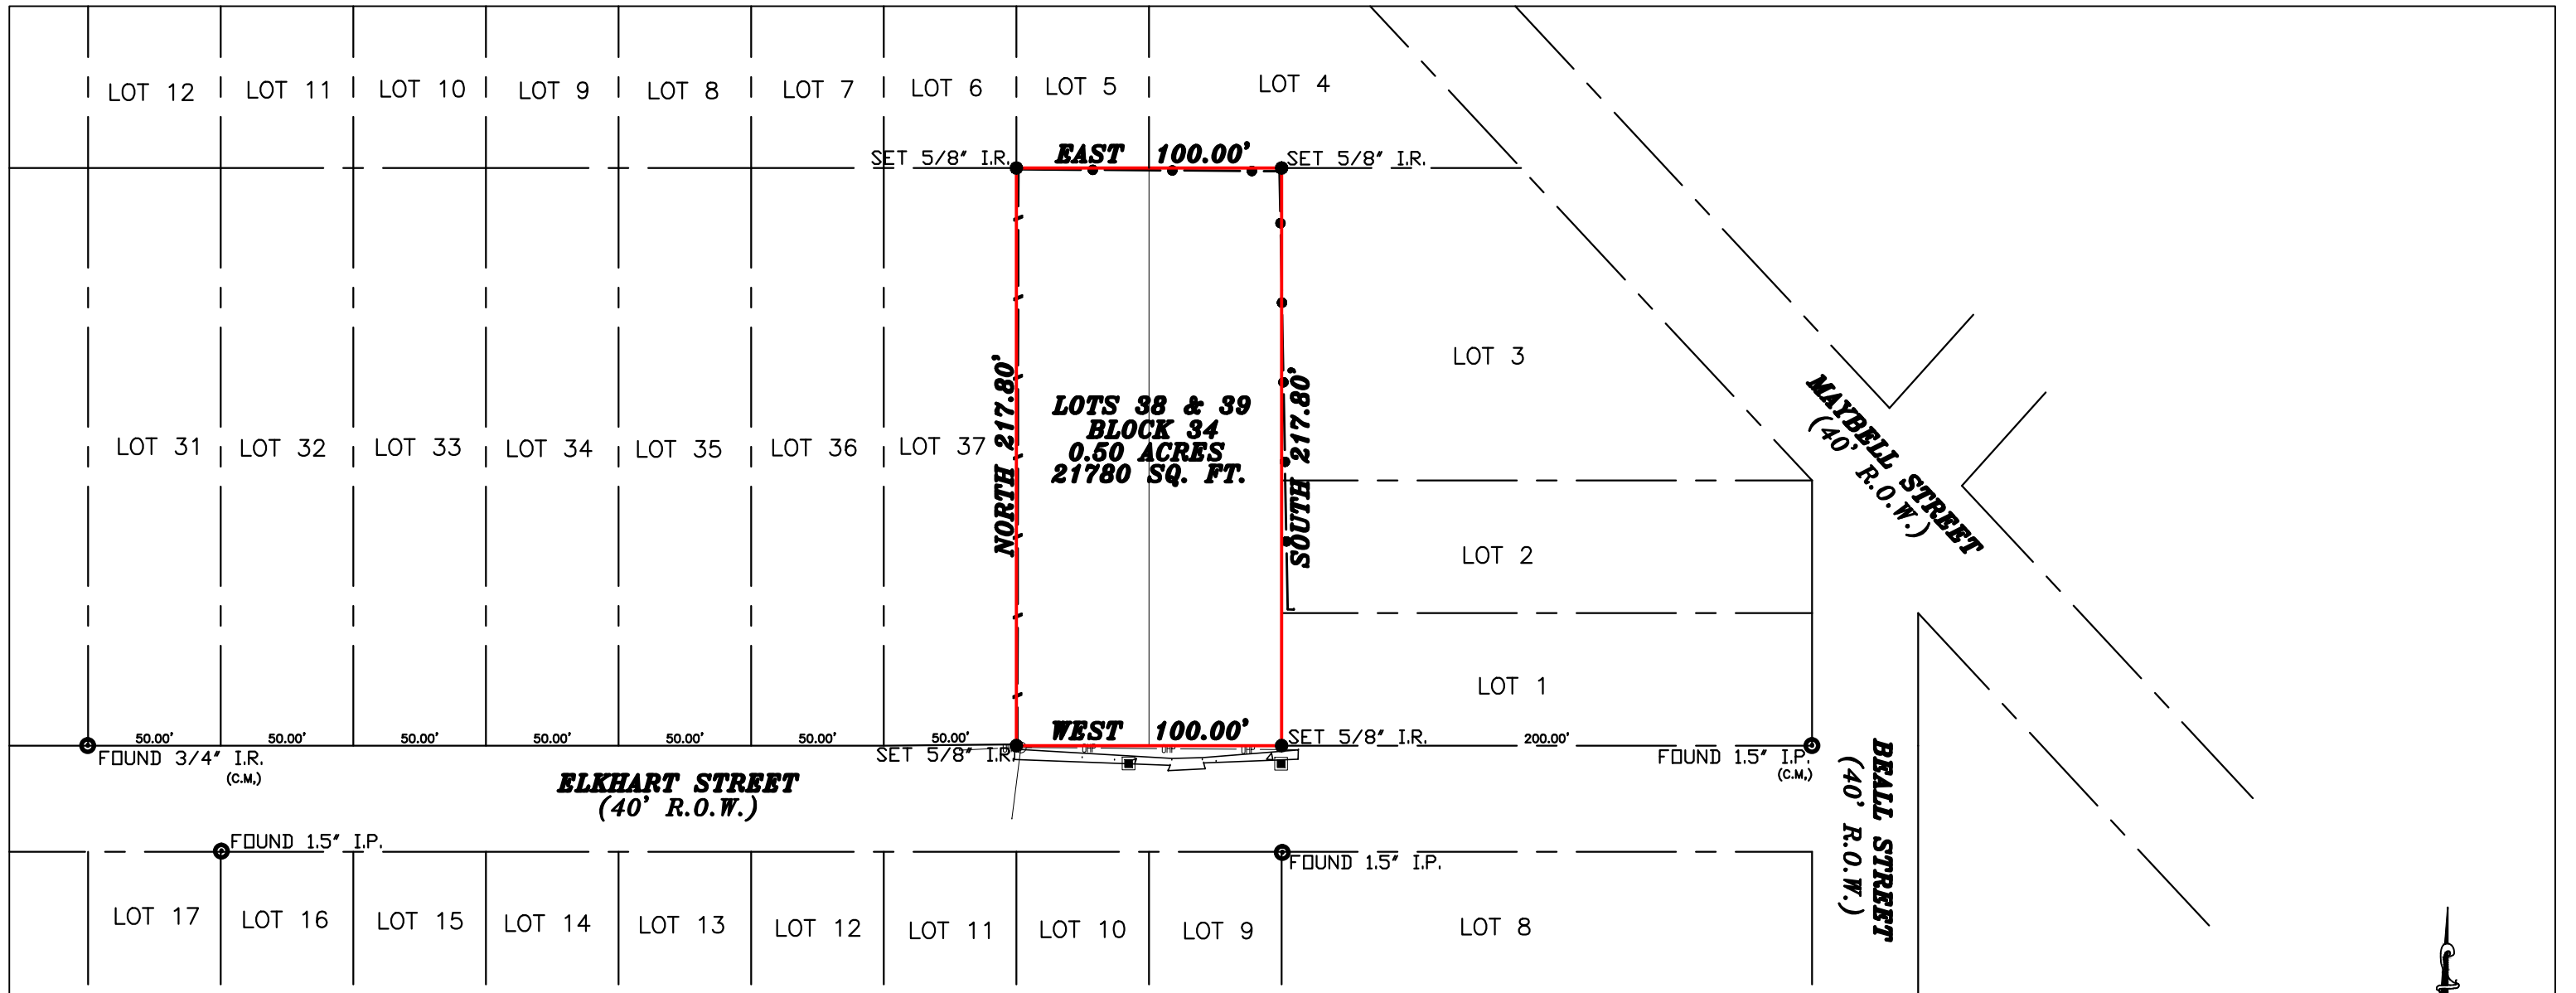 LOT 12
LOT 11
LOT 10
LOT 9
LOT 8
LOT 7
LOT 6
LOT 5
LOT 4
SET 5/8" I.R.
EAST 100.00'
SET 5/8" I.R.
LOT 3
MAYBELL STREET
(40' R.O.W.)
NORTH 217.80'
LOTS 38 & 39
BLOCK 34
0.50 ACRES
21780 SQ. FT.
SOUTH 217.80'
LOT 31
LOT 32
LOT 33
LOT 34
LOT 35
LOT 36
LOT 37
LOT 2
LOT 1
50.00'
50.00'
50.00'
50.00'
50.00'
50.00'
50.00'
WEST 100.00'
SET 5/8" I.R.
200.00'
FOUND 3/4" I.R.
(C.M.)
SET 5/8" I.R.
OHP
OHP
OHP
FOUND 1.5" I.P.
(C.M.)
ELKHART STREET
(40' R.O.W.)
BEALL STREET
(40' R.O.W.)
FOUND 1.5" I.P.
FOUND 1.5" I.P.
LOT 17
LOT 16
LOT 15
LOT 14
LOT 13
LOT 12
LOT 11
LOT 10
LOT 9
LOT 8